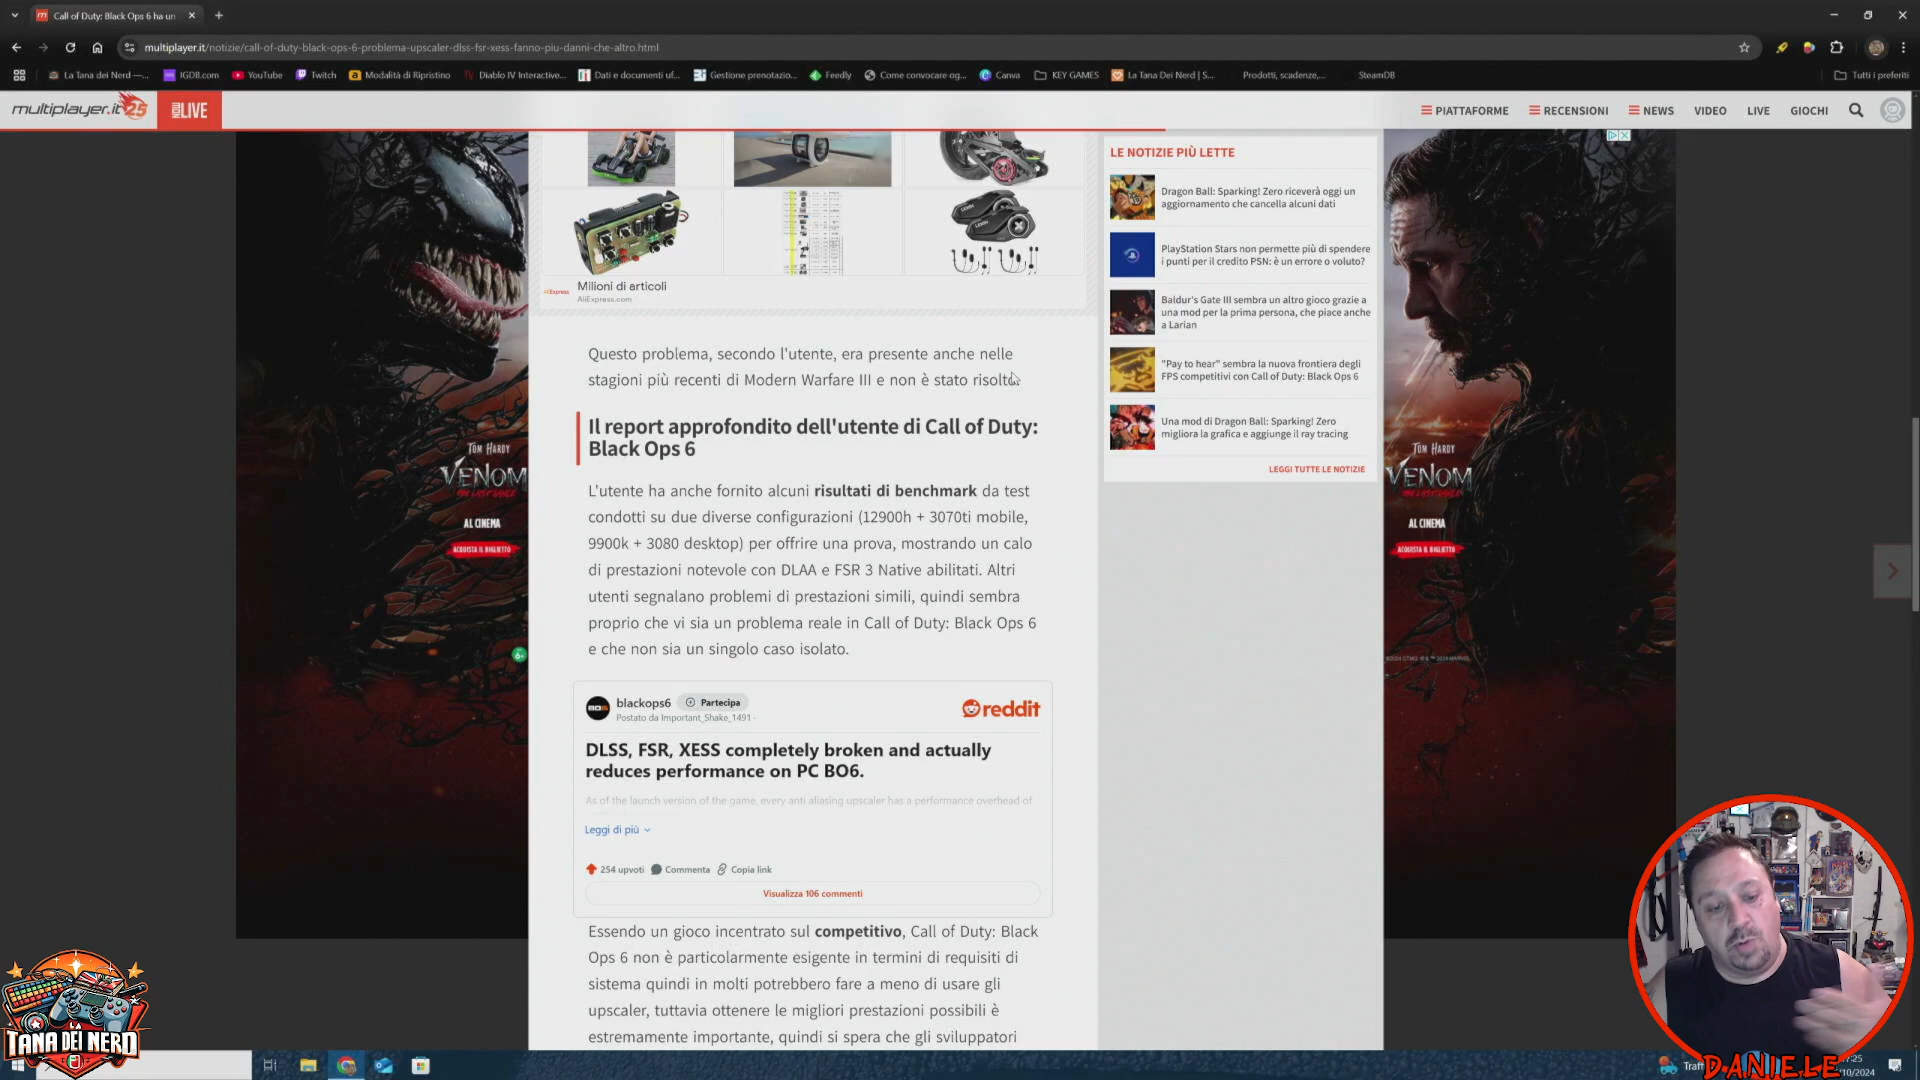 Call of Duty: Black Ops 6 ha un
multiplayer.it/notizie/call-of-duty-black-ops-6-problema-upscaler-dlss-fsr-xess-fanno-piu-danni-che-altro.html
La Tana dei Nerd —...
IGDB.com
YouTube
Twitch
Modalità di Ripristino
Diablo IV Interactive...
Dati e documenti uf...
Gestione prenotazio...
Feedly
Come convocare og...
Canva
KEY GAMES
La Tana Dei Nerd | S...
Prodotti, scadenze,...
SteamDB
Tutti i preferiti
multiplayer.it 25
LIVE
PIATTAFORME
RECENSIONI
NEWS
VIDEO
LIVE
GIOCHI
Milioni di articoli
AliExpress
AliExpress.com
Questo problema, secondo l'utente, era presente anche nelle
stagioni più recenti di Modern Warfare III e non è stato risolto.
Il report approfondito dell'utente di Call of Duty:
Black Ops 6
L'utente ha anche fornito alcuni risultati di benchmark da test
condotti su due diverse configurazioni (12900h + 3070ti mobile,
9900k + 3080 desktop) per offrire una prova, mostrando un calo
di prestazioni notevole con DLAA e FSR 3 Native abilitati. Altri
utenti segnalano problemi di prestazioni simili, quindi sembra
proprio che vi sia un problema reale in Call of Duty: Black Ops 6
e che non sia un singolo caso isolato.
blackops6
Partecipa
Postato da Important_Shake_1491 ·
reddit
DLSS, FSR, XESS completely broken and actually
reduces performance on PC BO6.
As of the launch version of the game, every anti aliasing upscaler has a performance overhead of
Leggi di più
254 upvoti
Commenta
Copia link
Visualizza 106 commenti
Essendo un gioco incentrato sul competitivo, Call of Duty: Black
Ops 6 non è particolarmente esigente in termini di requisiti di
sistema quindi in molti potrebbero fare a meno di usare gli
upscaler, tuttavia ottenere le migliori prestazioni possibili è
estremamente importante, quindi si spera che gli sviluppatori
LE NOTIZIE PIÙ LETTE
Dragon Ball: Sparking! Zero riceverà oggi un
aggiornamento che cancella alcuni dati
PlayStation Stars non permette più di spendere
i punti per il credito PSN: è un errore o voluto?
Baldur's Gate III sembra un altro gioco grazie a
una mod per la prima persona, che piace anche
a Larian
"Pay to hear" sembra la nuova frontiera degli
FPS competitivi con Call of Duty: Black Ops 6
Una mod di Dragon Ball: Sparking! Zero
migliora la grafica e aggiunge il ray tracing
LEGGI TUTTE LE NOTIZIE
TOM HARDY
VENOM
THE LAST DANCE
AL CINEMA
ACQUISTA IL BIGLIETTO
TOM HARDY
VENOM
THE LAST DANCE
AL CINEMA
ACQUISTA IL BIGLIETTO
LA
TANA DEI NERD
DANIELE